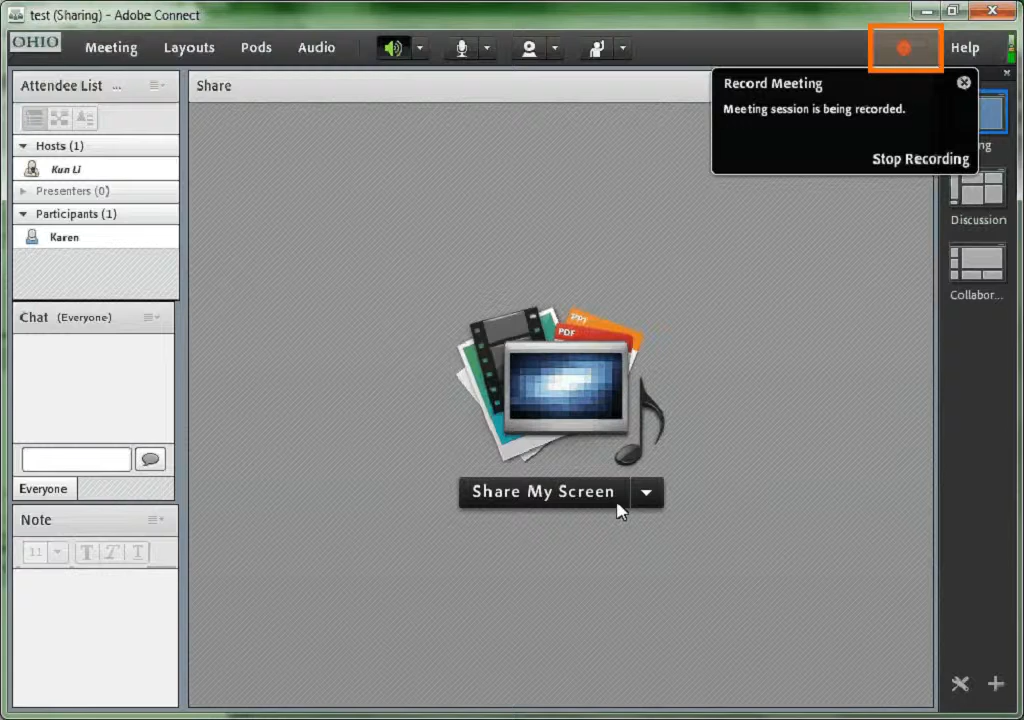 test (Sharing) - Adobe Connect
OHIO
Meeting Layouts Pods Audio Help
Attendee List ...
Share
Record Meeting
Meeting session is being recorded.
Stop Recording
ng
Hosts (1)
Kun Li
Presenters (0)
Participants (1)
Karen
Discussion
Collabor...
Chat (Everyone)
PPT
PDF
Share My Screen
Everyone
Note
11 T T T